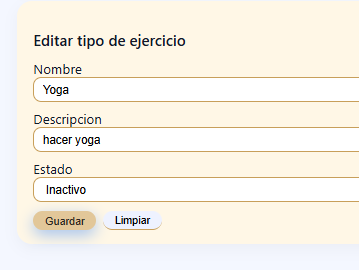 Editar tipo de ejercicio
Nombre
Yoga
Descripcion
hacer yoga
Estado
Inactivo
Guardar Limpiar